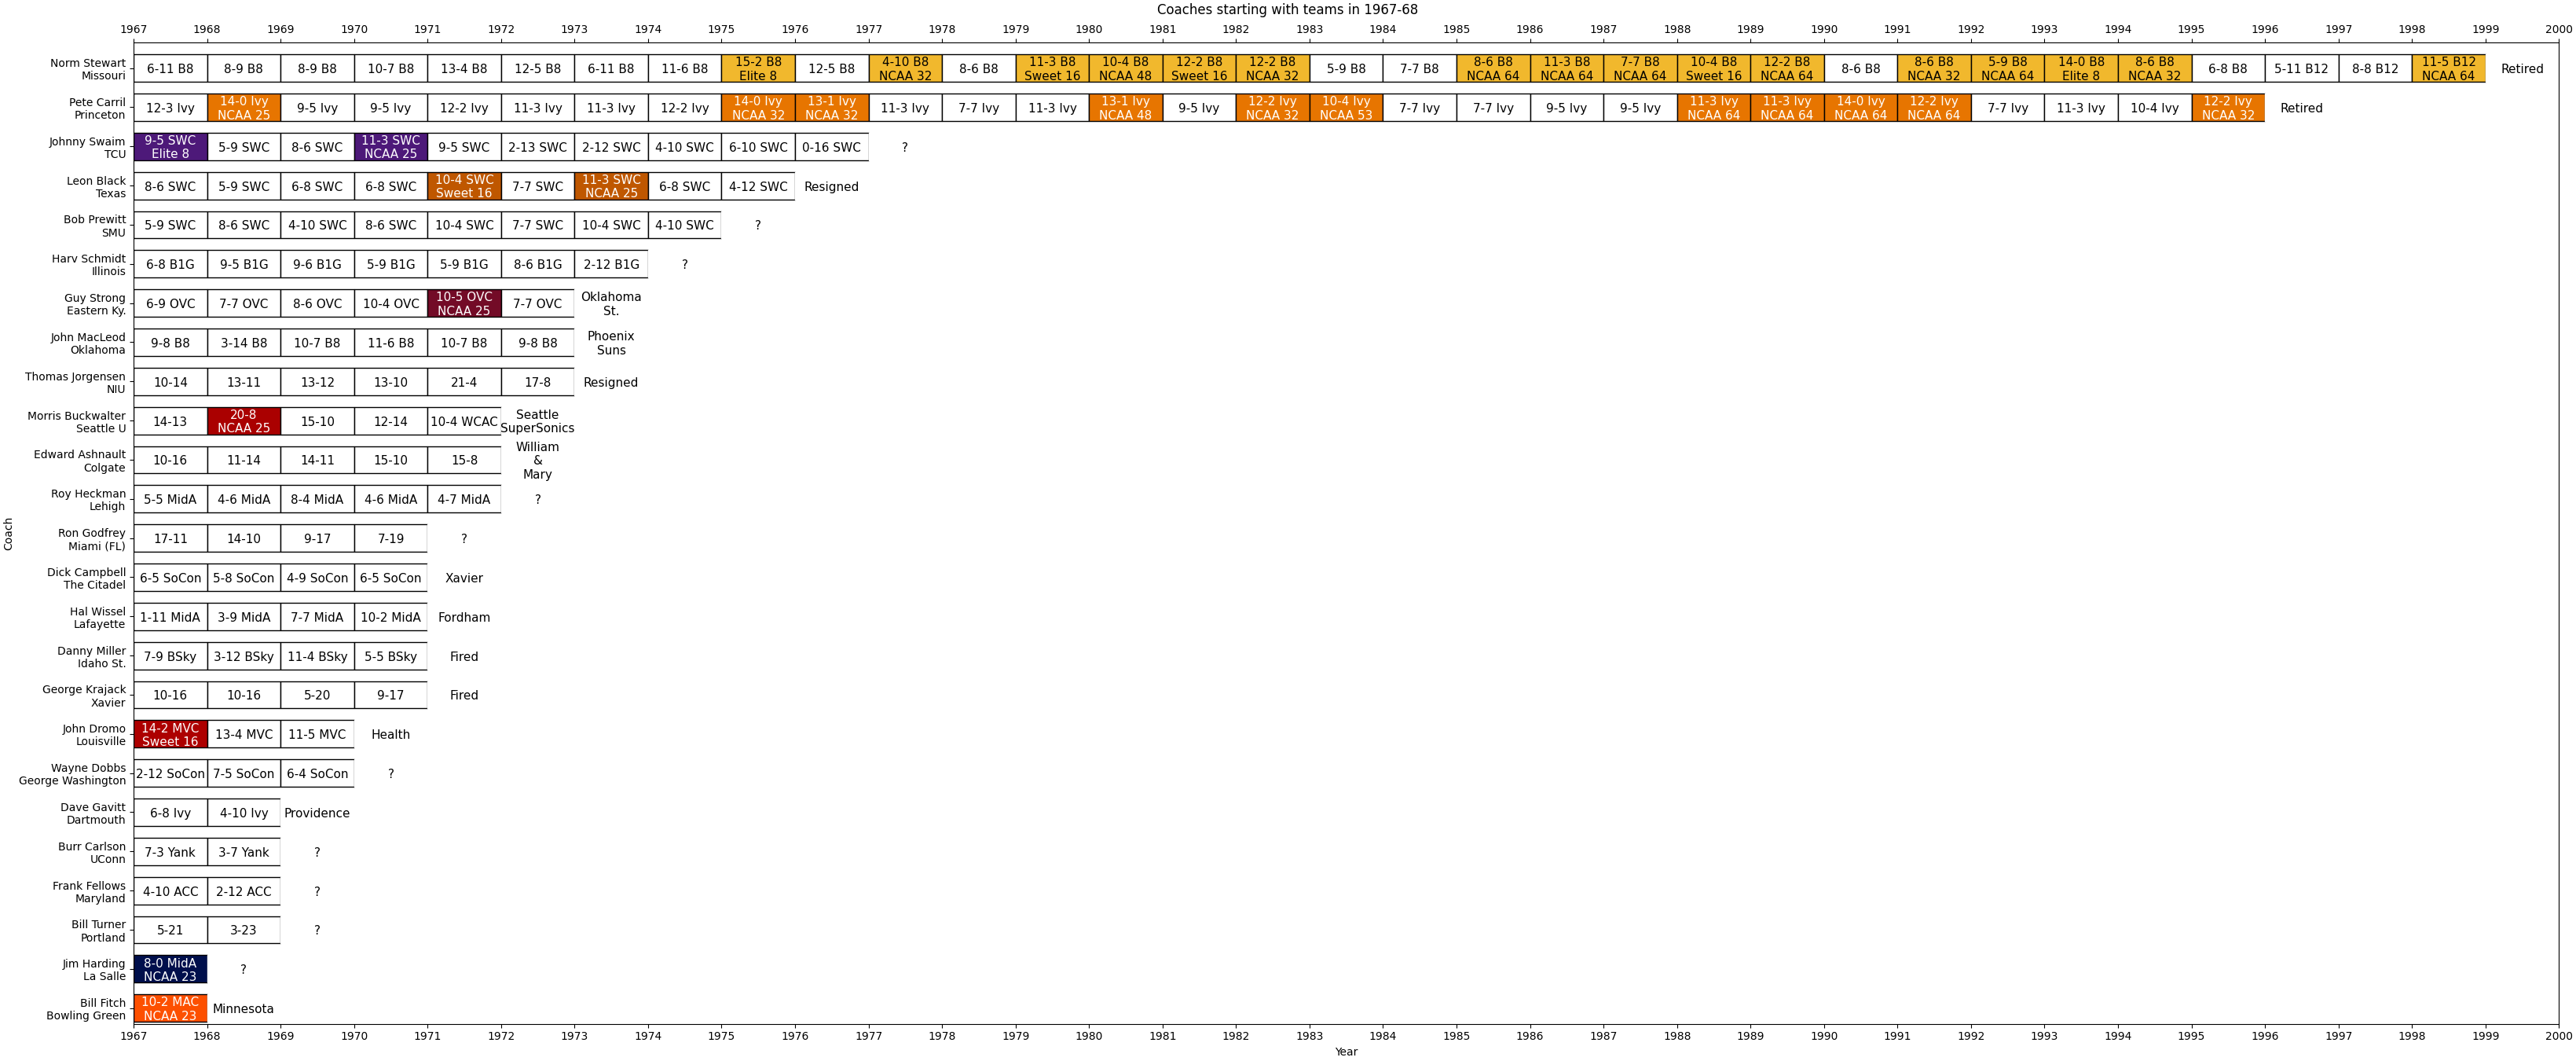 Coaches starting with teams in 1967-68
1967 1968 1969 1970 1971 1972 1973 1974 1975 1976 1977 1978 1979 1980 1981 1982 1983 1984 1985 1986 1987 1988 1989 1990 1991 1992 1993 1994 1995 1996 1997 1998 1999 2000
Norm Stewart
Missouri
6-11 B8
8-9 B8
8-9 B8
10-7 B8
13-4 B8
12-5 B8
6-11 B8
11-6 B8
15-2 B8
Elite 8
12-5 B8
4-10 B8
NCAA 32
8-6 B8
11-3 B8
Sweet 16
10-4 B8
NCAA 48
12-2 B8
Sweet 16
12-2 B8
NCAA 32
5-9 B8
7-7 B8
8-6 B8
NCAA 64
11-3 B8
NCAA 64
7-7 B8
NCAA 64
10-4 B8
Sweet 16
12-2 B8
NCAA 64
8-6 B8
8-6 B8
NCAA 32
5-9 B8
NCAA 64
14-0 B8
Elite 8
8-6 B8
NCAA 32
6-8 B8
5-11 B12
8-8 B12
11-5 B12
NCAA 64
Retired
Pete Carril
Princeton
12-3 Ivy
14-0 Ivy
NCAA 25
9-5 Ivy
9-5 Ivy
12-2 Ivy
11-3 Ivy
11-3 Ivy
12-2 Ivy
14-0 Ivy
NCAA 32
13-1 Ivy
NCAA 32
11-3 Ivy
7-7 Ivy
11-3 Ivy
13-1 Ivy
NCAA 48
9-5 Ivy
12-2 Ivy
NCAA 32
10-4 Ivy
NCAA 53
7-7 Ivy
7-7 Ivy
9-5 Ivy
9-5 Ivy
11-3 Ivy
NCAA 64
11-3 Ivy
NCAA 64
14-0 Ivy
NCAA 64
12-2 Ivy
NCAA 64
7-7 Ivy
11-3 Ivy
10-4 Ivy
12-2 Ivy
NCAA 32
Retired
Johnny Swaim
TCU
9-5 SWC
Elite 8
5-9 SWC
8-6 SWC
11-3 SWC
NCAA 25
9-5 SWC
2-13 SWC
2-12 SWC
4-10 SWC
6-10 SWC
0-16 SWC
?
Leon Black
Texas
8-6 SWC
5-9 SWC
6-8 SWC
6-8 SWC
10-4 SWC
Sweet 16
7-7 SWC
11-3 SWC
NCAA 25
6-8 SWC
4-12 SWC
Resigned
Bob Prewitt
SMU
5-9 SWC
8-6 SWC
4-10 SWC
8-6 SWC
10-4 SWC
7-7 SWC
10-4 SWC
4-10 SWC
?
Harv Schmidt
Illinois
6-8 B1G
9-5 B1G
9-6 B1G
5-9 B1G
5-9 B1G
8-6 B1G
2-12 B1G
?
Guy Strong
Eastern Ky.
6-9 OVC
7-7 OVC
8-6 OVC
10-4 OVC
10-5 OVC
NCAA 25
7-7 OVC
Oklahoma
St.
John MacLeod
Oklahoma
9-8 B8
3-14 B8
10-7 B8
11-6 B8
10-7 B8
9-8 B8
Phoenix
Suns
Thomas Jorgensen
NIU
10-14
13-11
13-12
13-10
21-4
17-8
Resigned
Morris Buckwalter
Seattle U
14-13
20-8
NCAA 25
15-10
12-14
10-4 WCAC
Seattle
SuperSonics
Edward Ashnault
Colgate
10-16
11-14
14-11
15-10
15-8
William
&
Mary
Roy Heckman
Lehigh
5-5 MidA
4-6 MidA
8-4 MidA
4-6 MidA
4-7 MidA
?
Coach
Ron Godfrey
Miami (FL)
17-11
14-10
9-17
7-19
?
Dick Campbell
The Citadel
6-5 SoCon
5-8 SoCon
4-9 SoCon
6-5 SoCon
Xavier
Hal Wissel
Lafayette
1-11 MidA
3-9 MidA
7-7 MidA
10-2 MidA
Fordham
Danny Miller
Idaho St.
7-9 BSky
3-12 BSky
11-4 BSky
5-5 BSky
Fired
George Krajack
Xavier
10-16
10-16
5-20
9-17
Fired
John Dromo
Louisville
14-2 MVC
Sweet 16
13-4 MVC
11-5 MVC
Health
Wayne Dobbs
George Washington
2-12 SoCon
7-5 SoCon
6-4 SoCon
?
Dave Gavitt
Dartmouth
6-8 Ivy
4-10 Ivy
Providence
Burr Carlson
UConn
7-3 Yank
3-7 Yank
?
Frank Fellows
Maryland
4-10 ACC
2-12 ACC
?
Bill Turner
Portland
5-21
3-23
?
Jim Harding
La Salle
8-0 MidA
NCAA 23
?
Bill Fitch
Bowling Green
10-2 MAC
NCAA 23
Minnesota
1967 1968 1969 1970 1971 1972 1973 1974 1975 1976 1977 1978 1979 1980 1981 1982 1983 1984 1985 1986 1987 1988 1989 1990 1991 1992 1993 1994 1995 1996 1997 1998 1999 2000
Year